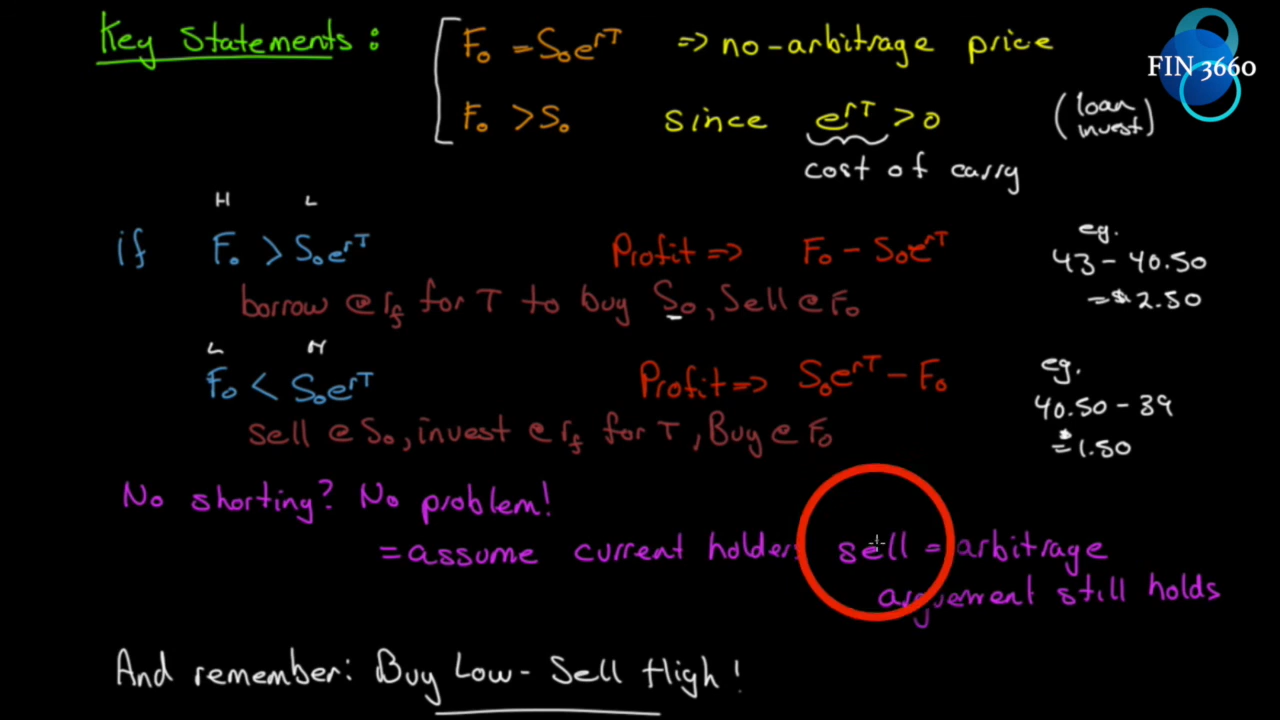 Key Statements: F₀ = S₀e^rT => no-arbitrage price
FIN 3660
F₀ > S₀ since e^rT > 0 (loan invest)
cost of carry
H L
if F₀ > S₀e^rT Profit => F₀ - S₀e^rT
eg.
43 - 40.50
= $2.50
borrow @ r_f for T to buy S₀, Sell @ F₀
L H
F₀ < S₀e^rT Profit => S₀e^rT - F₀
eg.
40.50 - 39
= $1.50
sell @ S₀, invest @ r_f for T, Buy @ F₀
No shorting? No problem!
= assume current holders sell = arbitrage
arguement still holds
And remember: Buy Low - Sell High!